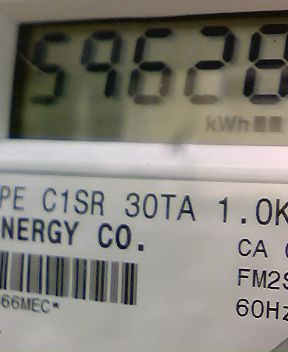 59628
kWh
PE C1SR 30TA 1.0K
NERGY CO.
CA
FM2S
66MEC*
60Hz